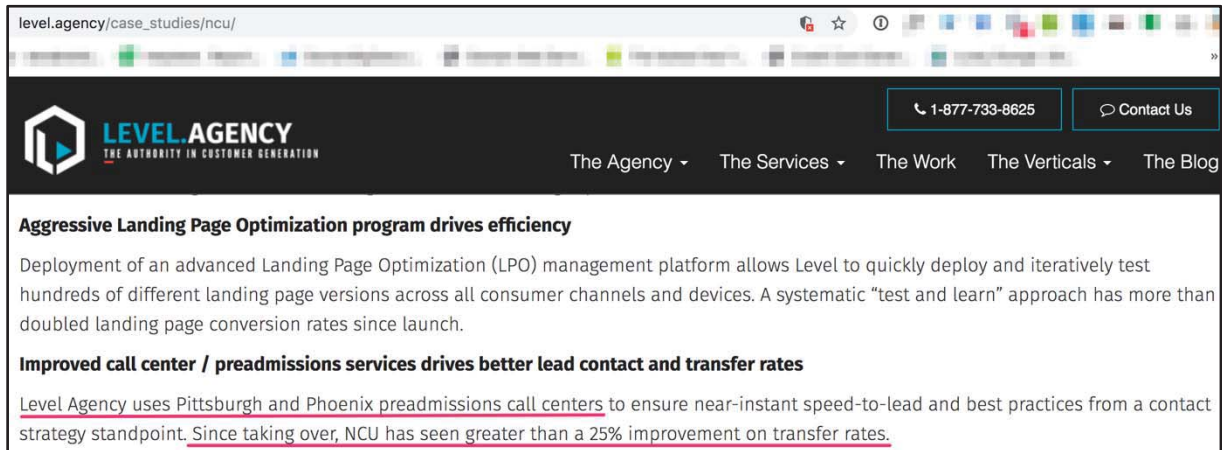 level.agency/case_studies/ncu/
1-877-733-8625
Contact Us
LEVEL.AGENCY
THE AUTHORITY IN CUSTOMER GENERATION
The Agency
The Services
The Work
The Verticals
The Blog
Aggressive Landing Page Optimization program drives efficiency
Deployment of an advanced Landing Page Optimization (LPO) management platform allows Level to quickly deploy and iteratively test
hundreds of different landing page versions across all consumer channels and devices. A systematic “test and learn” approach has more than
doubled landing page conversion rates since launch.
Improved call center / preadmissions services drives better lead contact and transfer rates
Level Agency uses Pittsburgh and Phoenix preadmissions call centers to ensure near-instant speed-to-lead and best practices from a contact
strategy standpoint. Since taking over, NCU has seen greater than a 25% improvement on transfer rates.